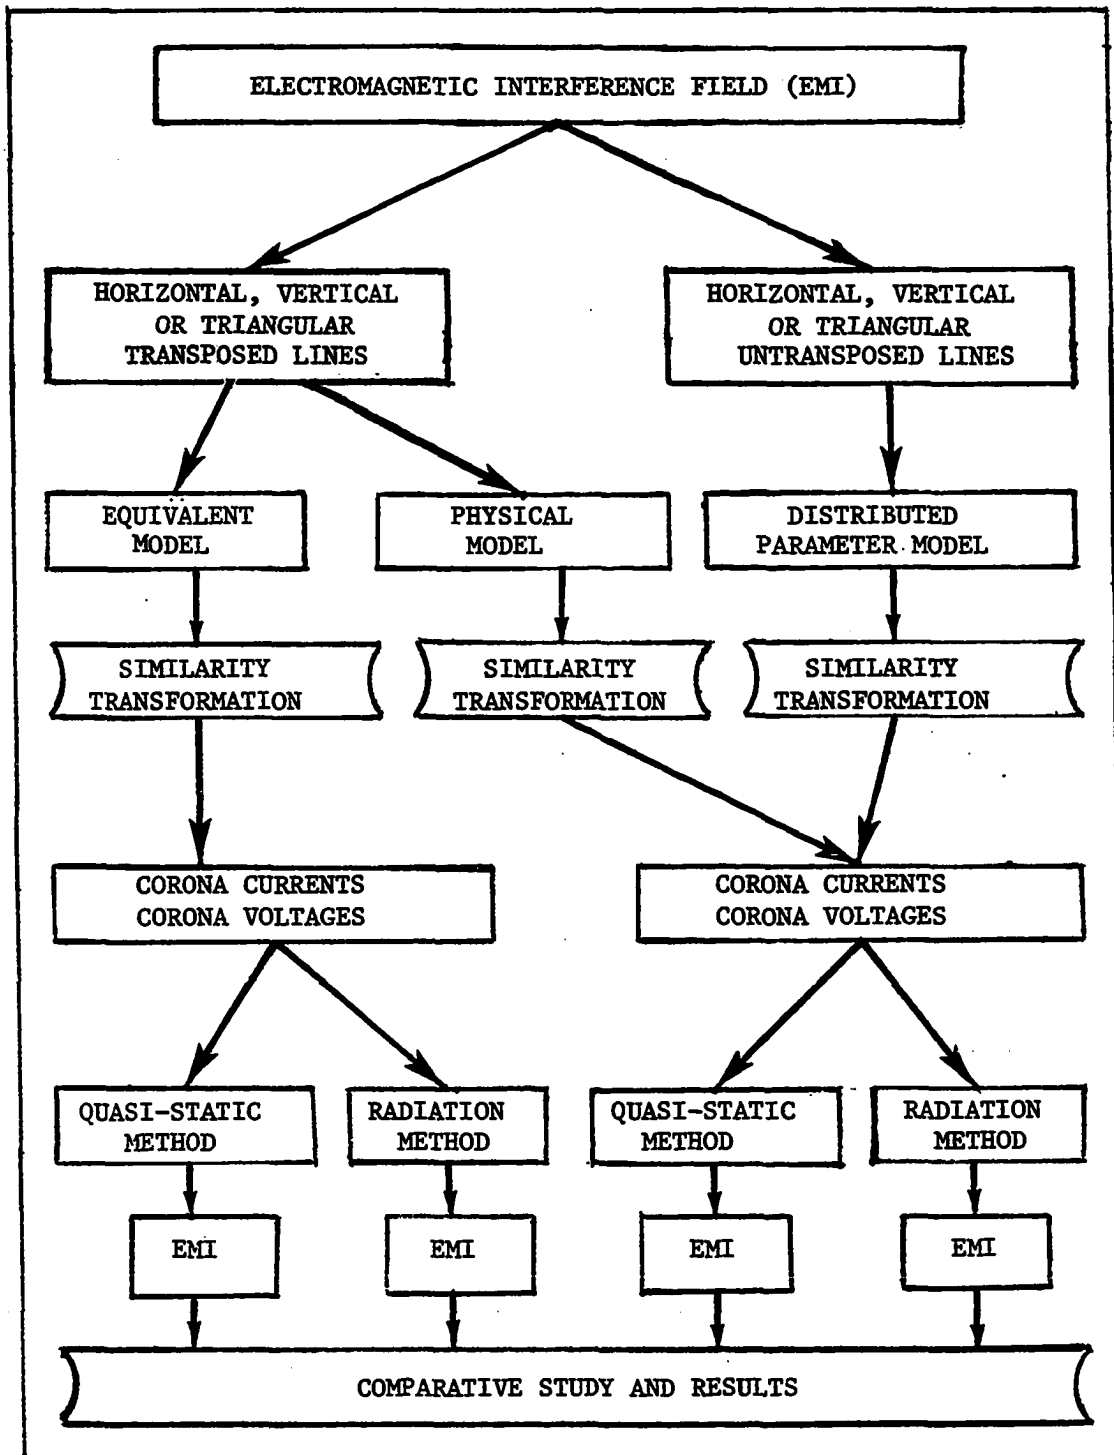 ELECTROMAGNETIC INTERFERENCE FIELD (EMI)
HORIZONTAL, VERTICAL
OR TRIANGULAR
TRANSPOSED LINES
HORIZONTAL, VERTICAL
OR TRIANGULAR
UNTRANSPOSED LINES
EQUIVALENT
MODEL
PHYSICAL
MODEL
DISTRIBUTED
PARAMETER MODEL
SIMILARITY
TRANSFORMATION
SIMILARITY
TRANSFORMATION
SIMILARITY
TRANSFORMATION
CORONA CURRENTS
CORONA VOLTAGES
CORONA CURRENTS
CORONA VOLTAGES
QUASI-STATIC
METHOD
RADIATION
METHOD
QUASI-STATIC
METHOD
RADIATION
METHOD
EMI
EMI
EMI
EMI
COMPARATIVE STUDY AND RESULTS